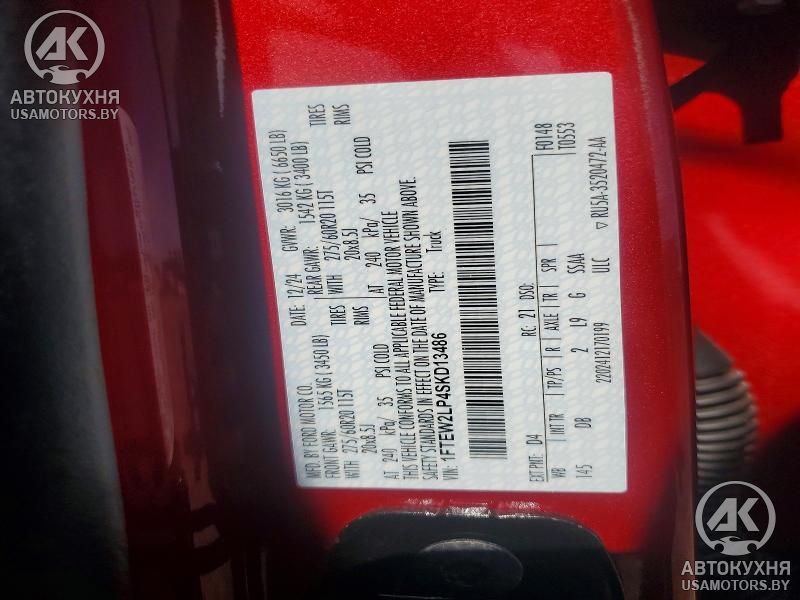 AK
АВТОКУХНЯ
USAMOTORS.BY
MFD. BY FORD MOTOR CO.
DATE: 12/24 GVWR: 3016 KG ( 6650 LB)
FRONT GAWR: 1565 KG ( 3450 LB) REAR GAWR: 1542 KG ( 3400 LB)
WITH 275/60R20 115T TIRES WITH 275/60R20 115T TIRES
20x8.5J RIMS 20x8.5J RIMS
AT 240 kPa/ 35 PSI COLD AT 240 kPa/ 35 PSI COLD
THIS VEHICLE CONFORMS TO ALL APPLICABLE FEDERAL MOTOR VEHICLE
SAFETY STANDARDS IN EFFECT ON THE DATE OF MANUFACTURE SHOWN ABOVE.
VIN: 1FTEW2LP4SKD13486 TYPE: Truck
F0148
T0553
EXT PNT: D4 RC: 21 DSO:
WB INT TR TP/PS R AXLE TR SPR
145 DB 2 L9 G S5AA
2202412170199 ULC ▽ RU5A-3520472-AA
AK
АВТОКУХНЯ
USAMOTORS.BY